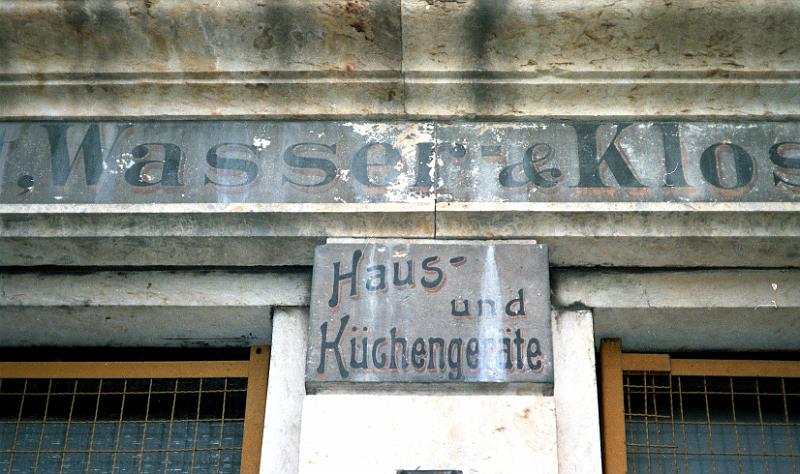 , Wasser-& Klos
Haus-
und
Küchengeräte